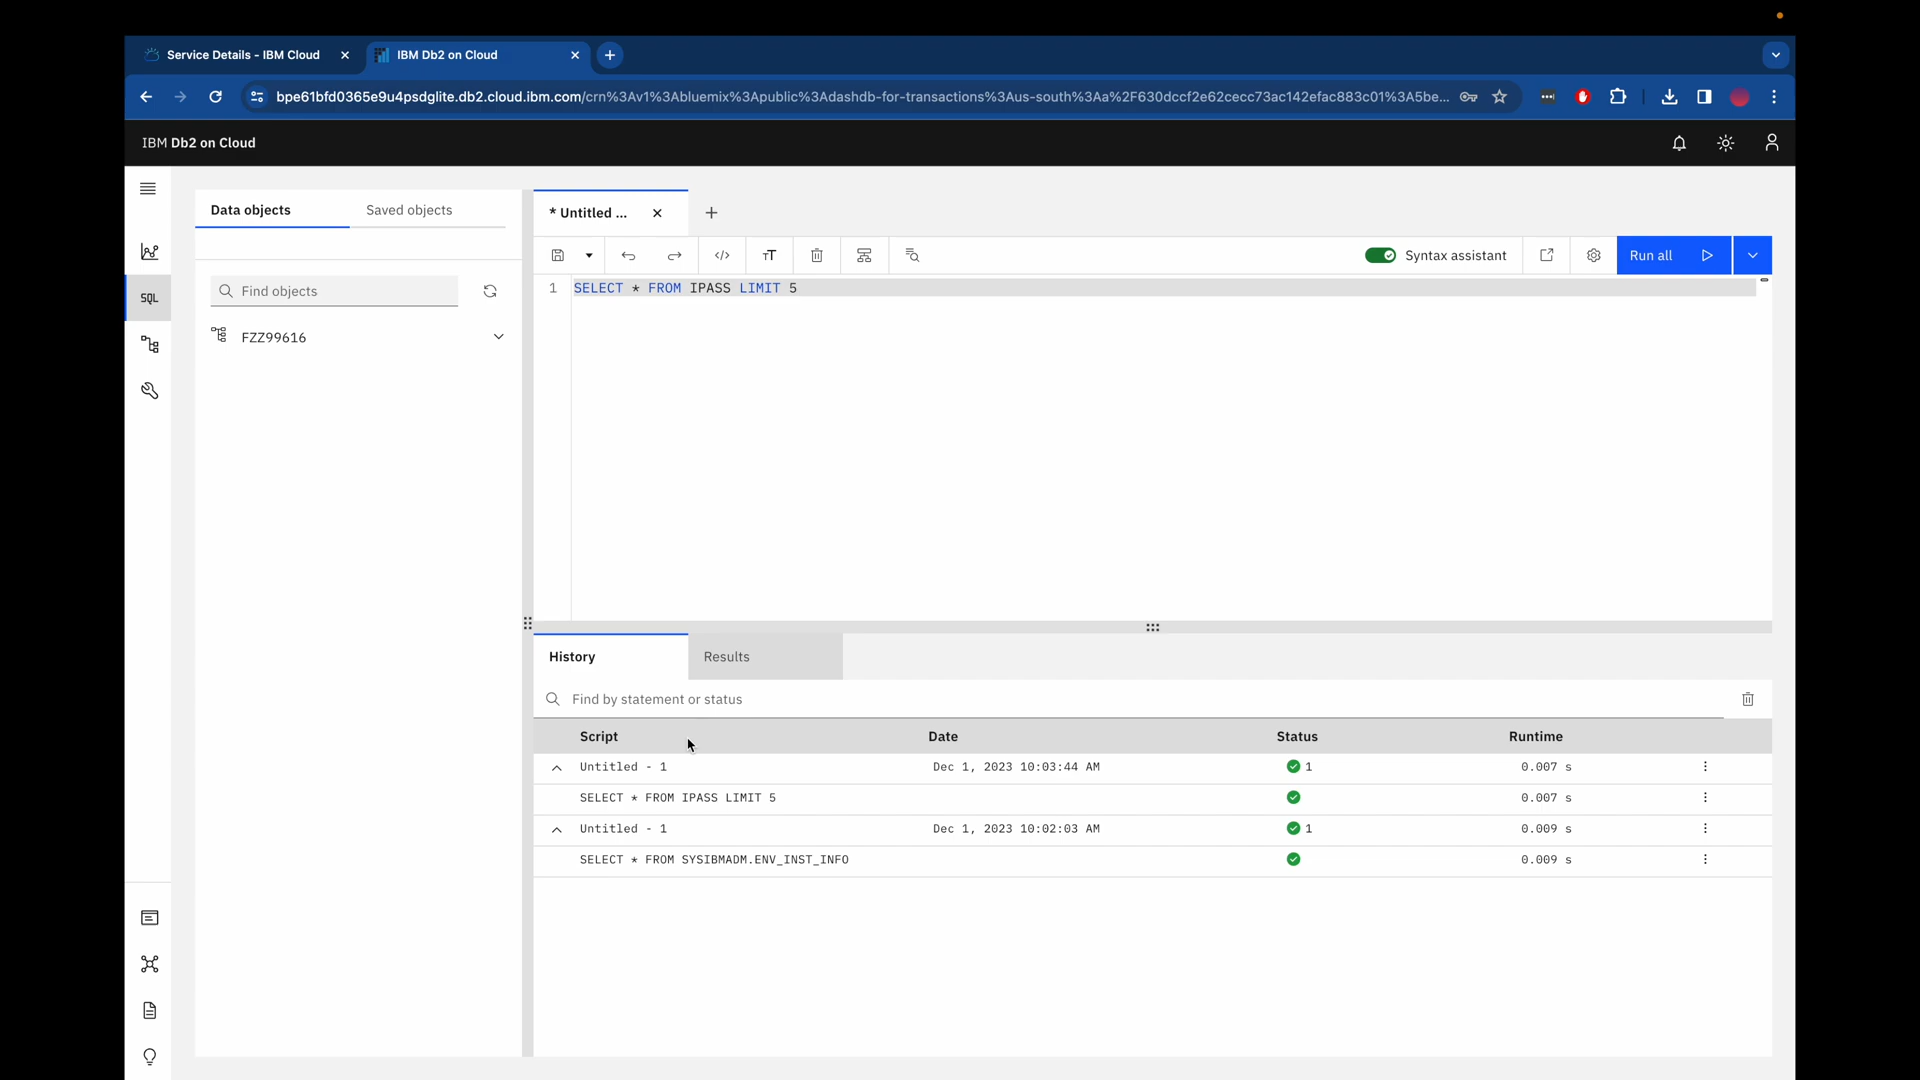 Service Details - IBM Cloud
IBM Db2 on Cloud
bpe61bfd0365e9u4psdglite.db2.cloud.ibm.com/crn%3Av1%3Abluemix%3Apublic%3Adashdb-for-transactions%3Aus-south%3Aa%2F630dccf2e62cecc73ac142efac883c01%3A5be...
IBM Db2 on Cloud
Data objects
Saved objects
* Untitled ...
SQL
Find objects
FZZ99616
Syntax assistant
Run all
1 SELECT * FROM IPASS LIMIT 5
History
Results
Find by statement or status
Script Date Status Runtime
Untitled - 1 Dec 1, 2023 10:03:44 AM 1 0.007 s
SELECT * FROM IPASS LIMIT 5 0.007 s
Untitled - 1 Dec 1, 2023 10:02:03 AM 1 0.009 s
SELECT * FROM SYSIBMADM.ENV_INST_INFO 0.009 s